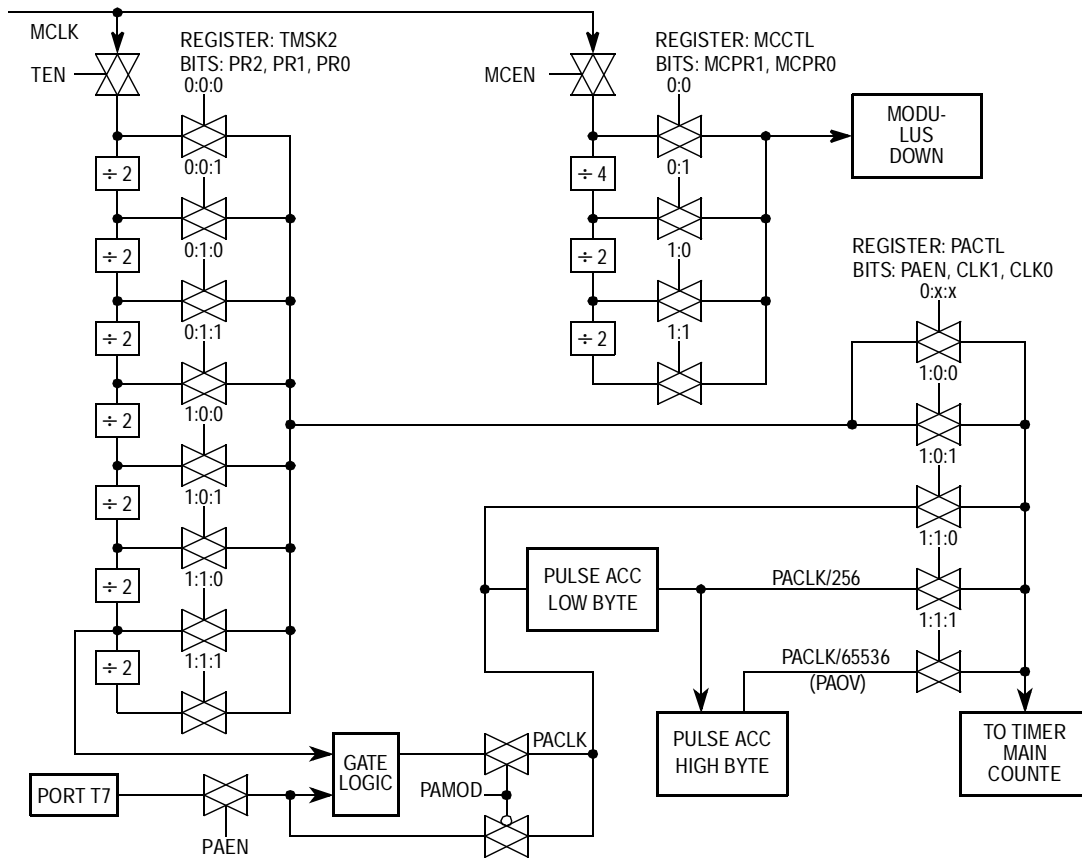 MCLK
TEN
REGISTER: TMSK2
BITS: PR2, PR1, PR0
0:0:0
÷ 2
0:0:1
÷ 2
0:1:0
÷ 2
0:1:1
÷ 2
1:0:0
÷ 2
1:0:1
÷ 2
1:1:0
÷ 2
1:1:1
MCEN
REGISTER: MCCTL
BITS: MCPR1, MCPR0
0:0
÷ 4
0:1
÷ 2
1:0
÷ 2
1:1
MODU-
LUS
DOWN
REGISTER: PACTL
BITS: PAEN, CLK1, CLK0
0:x:x
1:0:0
1:0:1
1:1:0
1:1:1
PULSE ACC
LOW BYTE
PACLK/256
PACLK/65536
(PAOV)
PULSE ACC
HIGH BYTE
TO TIMER
MAIN
COUNTE
PORT T7
PAEN
GATE
LOGIC
PACLK
PAMOD